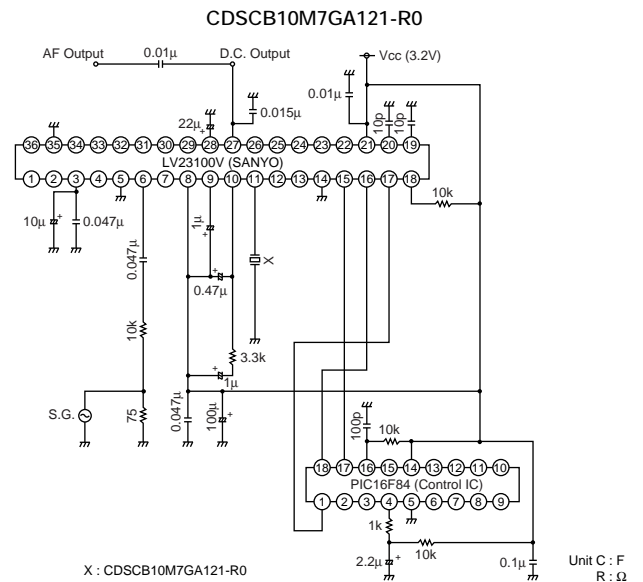 CDSCB10M7GA121-R0
AF Output
0.01μ
D.C. Output
Vcc (3.2V)
0.01μ
0.015μ
22μ
+
10p
10p
36 35 34 33 32 31 30 29 28 27 26 25 24 23 22 21 20 19
LV23100V (SANYO)
1 2 3 4 5 6 7 8 9 10 11 12 13 14 15 16 17 18
10k
10μ
+
0.047μ
0.047μ
1μ
+
X
+
0.47μ
10k
3.3k
+
1μ
S.G.
75
0.047μ
100μ
+
100p
10k
18 17 16 15 14 13 12 11 10
PIC16F84 (Control IC)
1 2 3 4 5 6 7 8 9
1k
10k
2.2μ
+
0.1μ
X : CDSCB10M7GA121-R0
Unit C : F
R : Ω